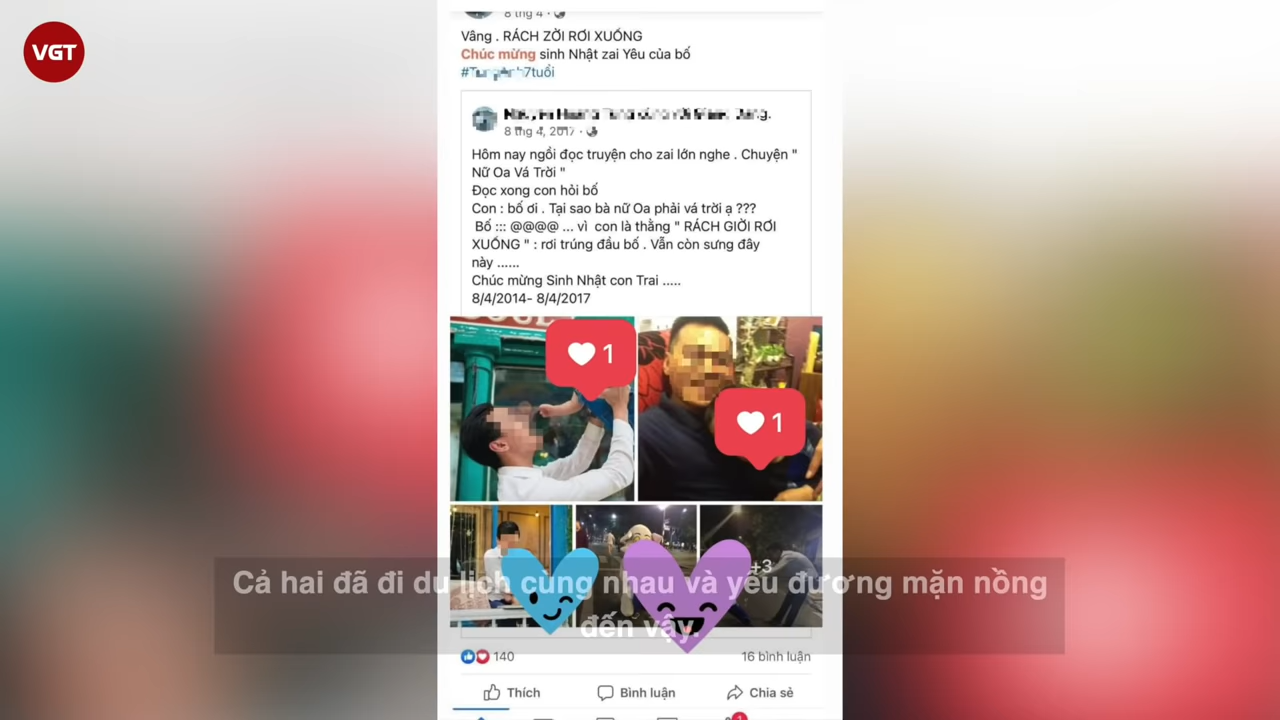 VGT
8 thg 4 ·
Vâng . RÁCH ZỜI RƠI XUỐNG
Chúc mừng sinh Nhật zai Yêu của bố
8 thg 4, 2017 ·
Hôm nay ngồi đọc truyện cho zai lớn nghe . Chuyện "
Nữ Oa Vá Trời "
Đọc xong con hỏi bố
Con : bố ơi . Tại sao bà nữ Oa phải vá trời ạ ???
Bố ::: @@@@ ... vì con là thằng " RÁCH GIỜI RƠI
XUỐNG " : rơi trúng đầu bố . Vẫn còn sưng đây
này ......
Chúc mừng Sinh Nhật con Trai .....
8/4/2014- 8/4/2017
1
1
+3
Cả hai đã đi du lịch cùng nhau và yêu đương mặn nồng
đến vậy.
140
16 bình luận
Thích
Bình luận
Chia sẻ
1